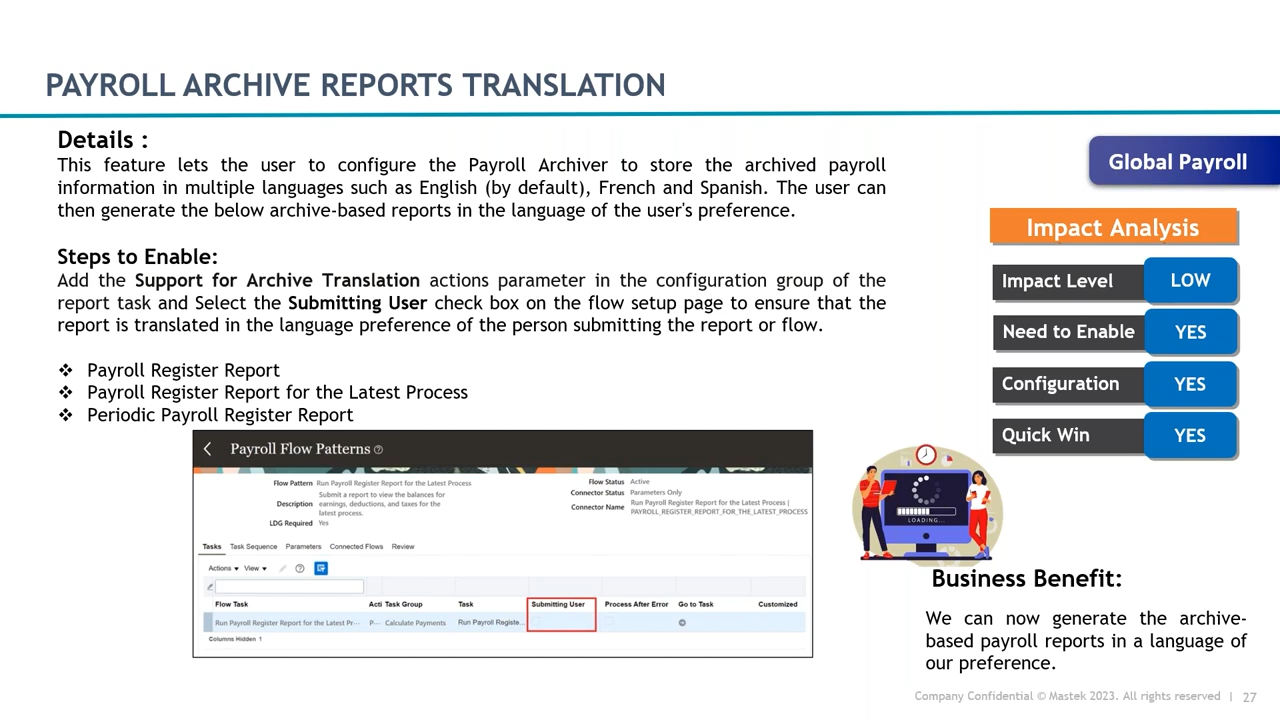 PAYROLL ARCHIVE REPORTS TRANSLATION
Details :
This feature lets the user to configure the Payroll Archiver to store the archived payroll
information in multiple languages such as English (by default), French and Spanish. The user can
then generate the below archive-based reports in the language of the user's preference.
Steps to Enable:
Add the Support for Archive Translation actions parameter in the configuration group of the
report task and Select the Submitting User check box on the flow setup page to ensure that the
report is translated in the language preference of the person submitting the report or flow.
❖ Payroll Register Report
❖ Payroll Register Report for the Latest Process
❖ Periodic Payroll Register Report
Payroll Flow Patterns
Flow Pattern Run Payroll Register Report for the Latest Process
Description Submit a report to view the balances for
earnings, deductions, and taxes for the
latest process.
LDG Required Yes
Flow Status Active
Connector Status Parameters Only
Connector Name Run Payroll Register Report for the Latest Process |
PAYROLL_REGISTER_REPORT_FOR_THE_LATEST_PROCESS
Tasks Task Sequence Parameters Connected Flows Review
Actions View
Flow Task Acti Task Group Task Submitting User Process After Error Go to Task Customized
Run Payroll Register Report for the Latest Pr... P... Calculate Payments Run Payroll Registe...
Columns Hidden 1
Global Payroll
Impact Analysis
Impact Level LOW
Need to Enable YES
Configuration YES
Quick Win YES
LOADING...
Business Benefit:
We can now generate the archive-
based payroll reports in a language of
our preference.
Company Confidential © Mastek 2023. All rights reserved | 27